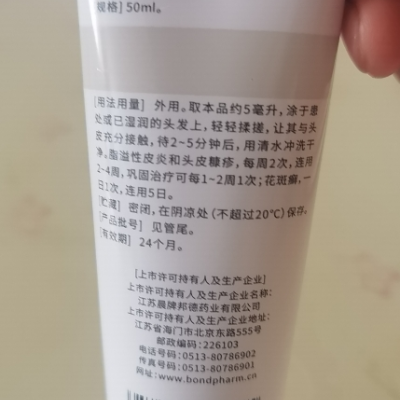 规格] 50ml。
[用法用量] 外用。取本品约5毫升，涂于患
处或已湿润的头发上，轻轻揉搓，让其与头
皮充分接触，待2~5分钟后，用清水冲洗干
净。脂溢性皮炎和头皮糠疹，每周2次，连用
2~4周，巩固治疗可每1~2周1次；花斑癣，一
日1次，连用5日。
[贮藏] 密闭，在阴凉处（不超过20℃）保存。
[产品批号] 见管尾。
[有效期] 24个月。
[上市许可持有人及生产企业]
上市许可持有人及生产企业名称：
江苏晨牌邦德药业有限公司
上市许可持有人及生产企业地址：
江苏省海门市北京东路555号
邮政编码：226103
电话号码：0513-80786902
传真号码：0513-80786901
网址：www.bondpharm.cn